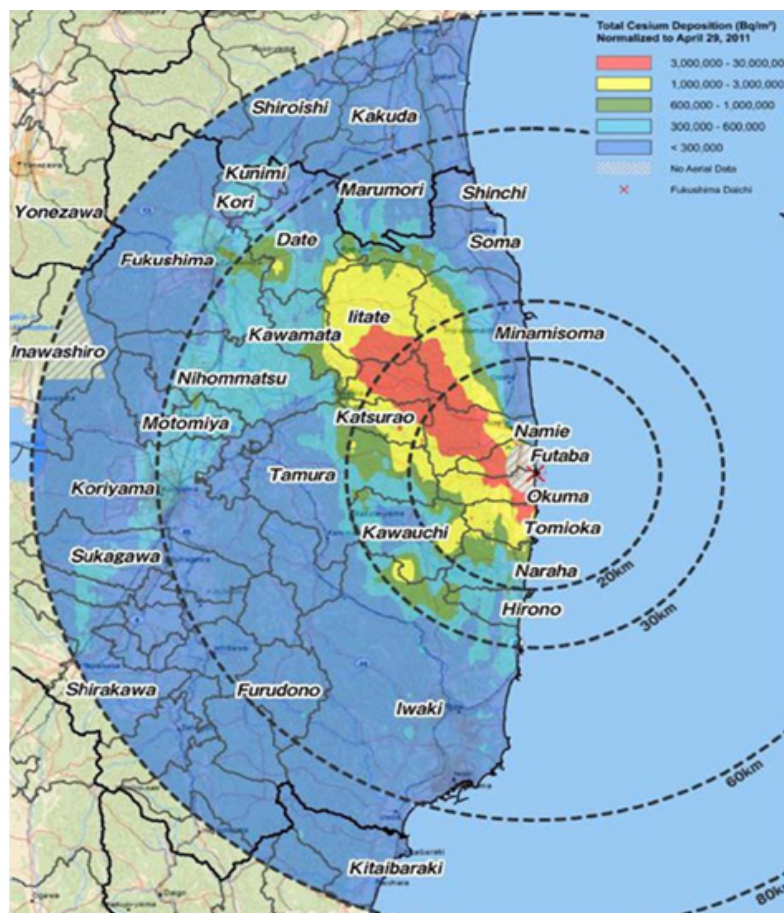 Total Cesium Deposition (Bq/m²)
Normalized to April 29, 2011
3,000,000 - 30,000,00
1,000,000 - 3,000,000
600,000 - 1,000,000
300,000 - 600,000
< 300,000
No Aerial Data
Fukushima Daichi
Shiroishi
Kakuda
Kunimi
Marumori
Shinchi
Kori
Yonezawa
Date
Soma
Fukushima
Iitate
Minamisoma
Kawamata
Inawashiro
Nihommatsu
Katsurao
Motomiya
Namie
Futaba
Tamura
Koriyama
Okuma
Kawauchi
Tomioka
Sukagawa
Naraha
20km
Hirono
30km
Shirakawa
Furudono
Iwaki
60km
Kitaibaraki
80k